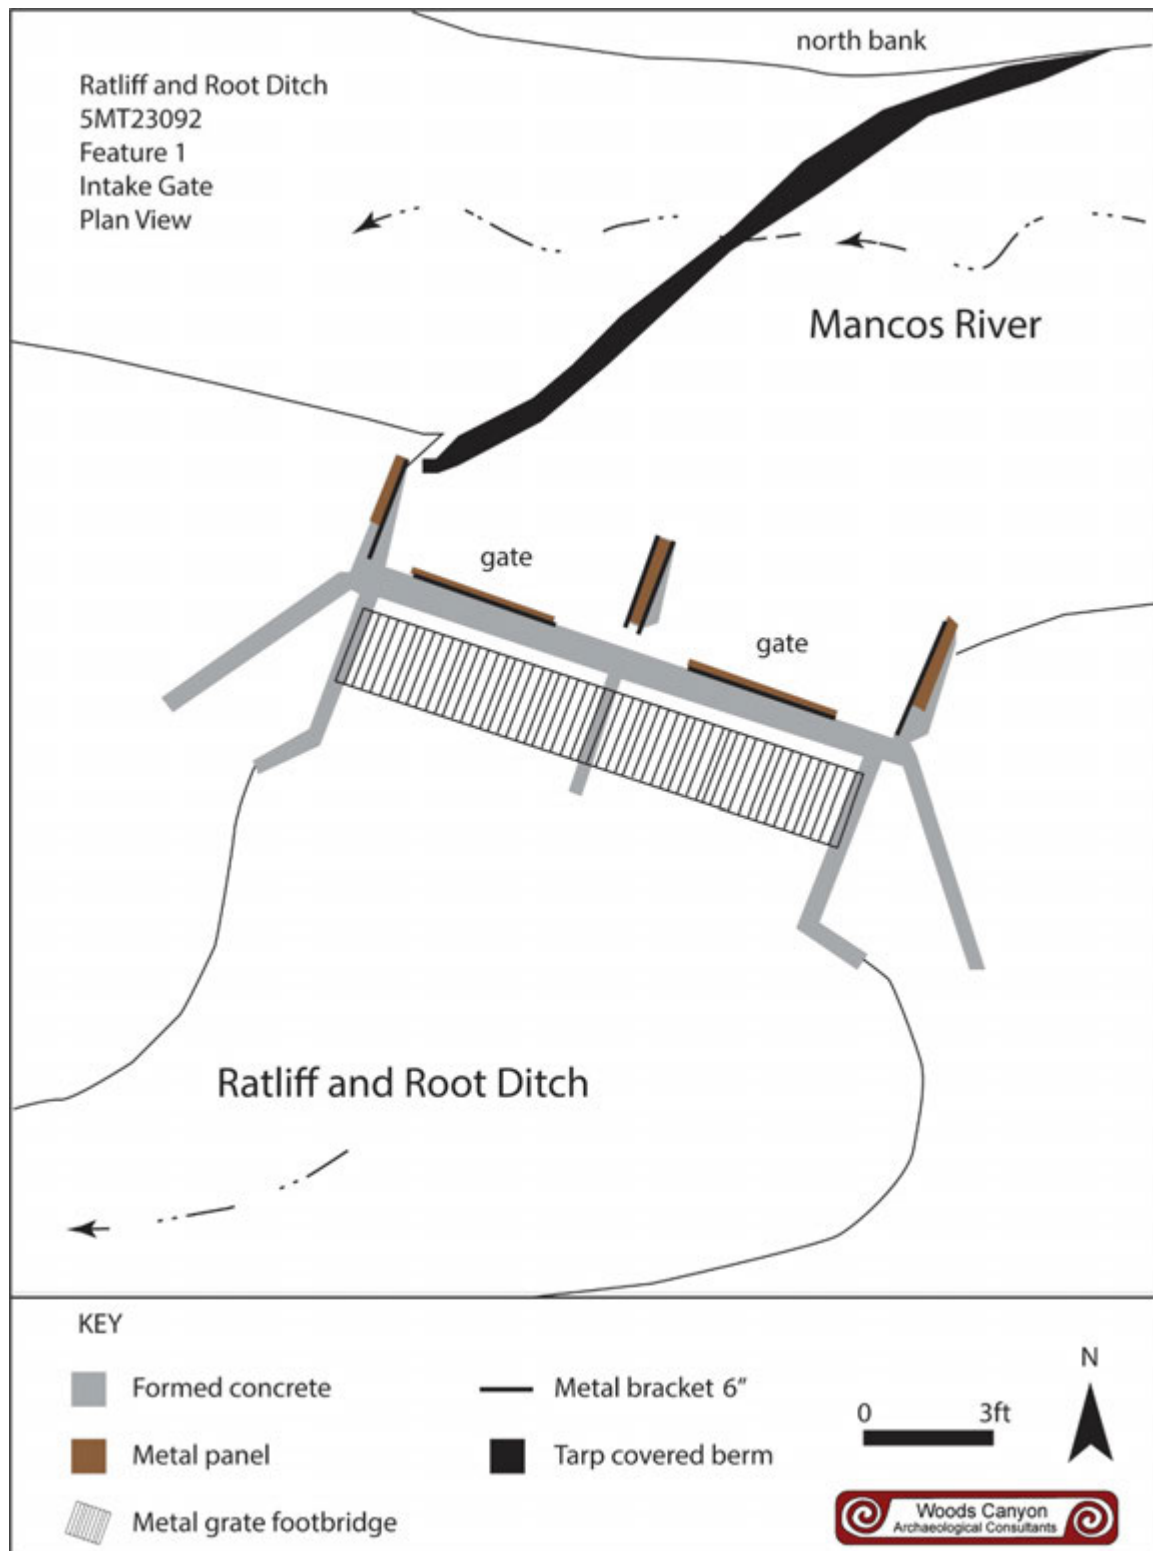 north bank
Ratliff and Root Ditch
5MT23092
Feature 1
Intake Gate
Plan View
Mancos River
gate
gate
Ratliff and Root Ditch
KEY
Formed concrete
Metal panel
Metal grate footbridge
Metal bracket 6”
Tarp covered berm
0 3ft
N
Woods Canyon
Archaeological Consultants